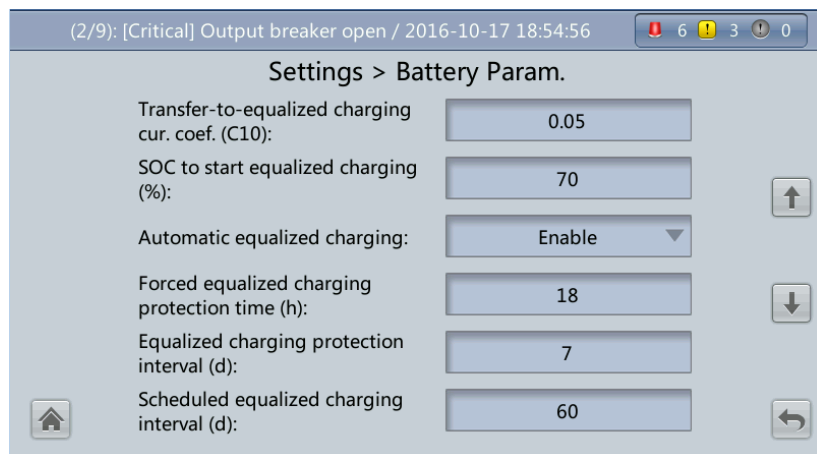 (2/9): [Critical] Output breaker open / 2016-10-17 18:54:56 6 ! 3 ! 0
Settings > Battery Param.
Transfer-to-equalized charging
cur. coef. (C10):
0.05
SOC to start equalized charging
(%):
70
Automatic equalized charging:
Enable
Forced equalized charging
protection time (h):
18
Equalized charging protection
interval (d):
7
Scheduled equalized charging
interval (d):
60